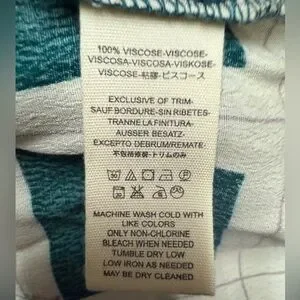 100% VISCOSE-VISCOSE-
VISCOSA-VISCOSA-VISKOSE-
VISCOSE-粘膠-ビスコース
EXCLUSIVE OF TRIM-
SAUF BORDURE-SIN RIBETES-
TRANNE LA FINITURA-
AUSSER BESATZ-
EXCEPTO DEBRUM/REMATE-
不包括修裝-トリムのみ
MACHINE WASH COLD WITH
LIKE COLORS
ONLY NON-CHLORINE
BLEACH WHEN NEEDED
TUMBLE DRY LOW
LOW IRON AS NEEDED
MAY BE DRY CLEANED